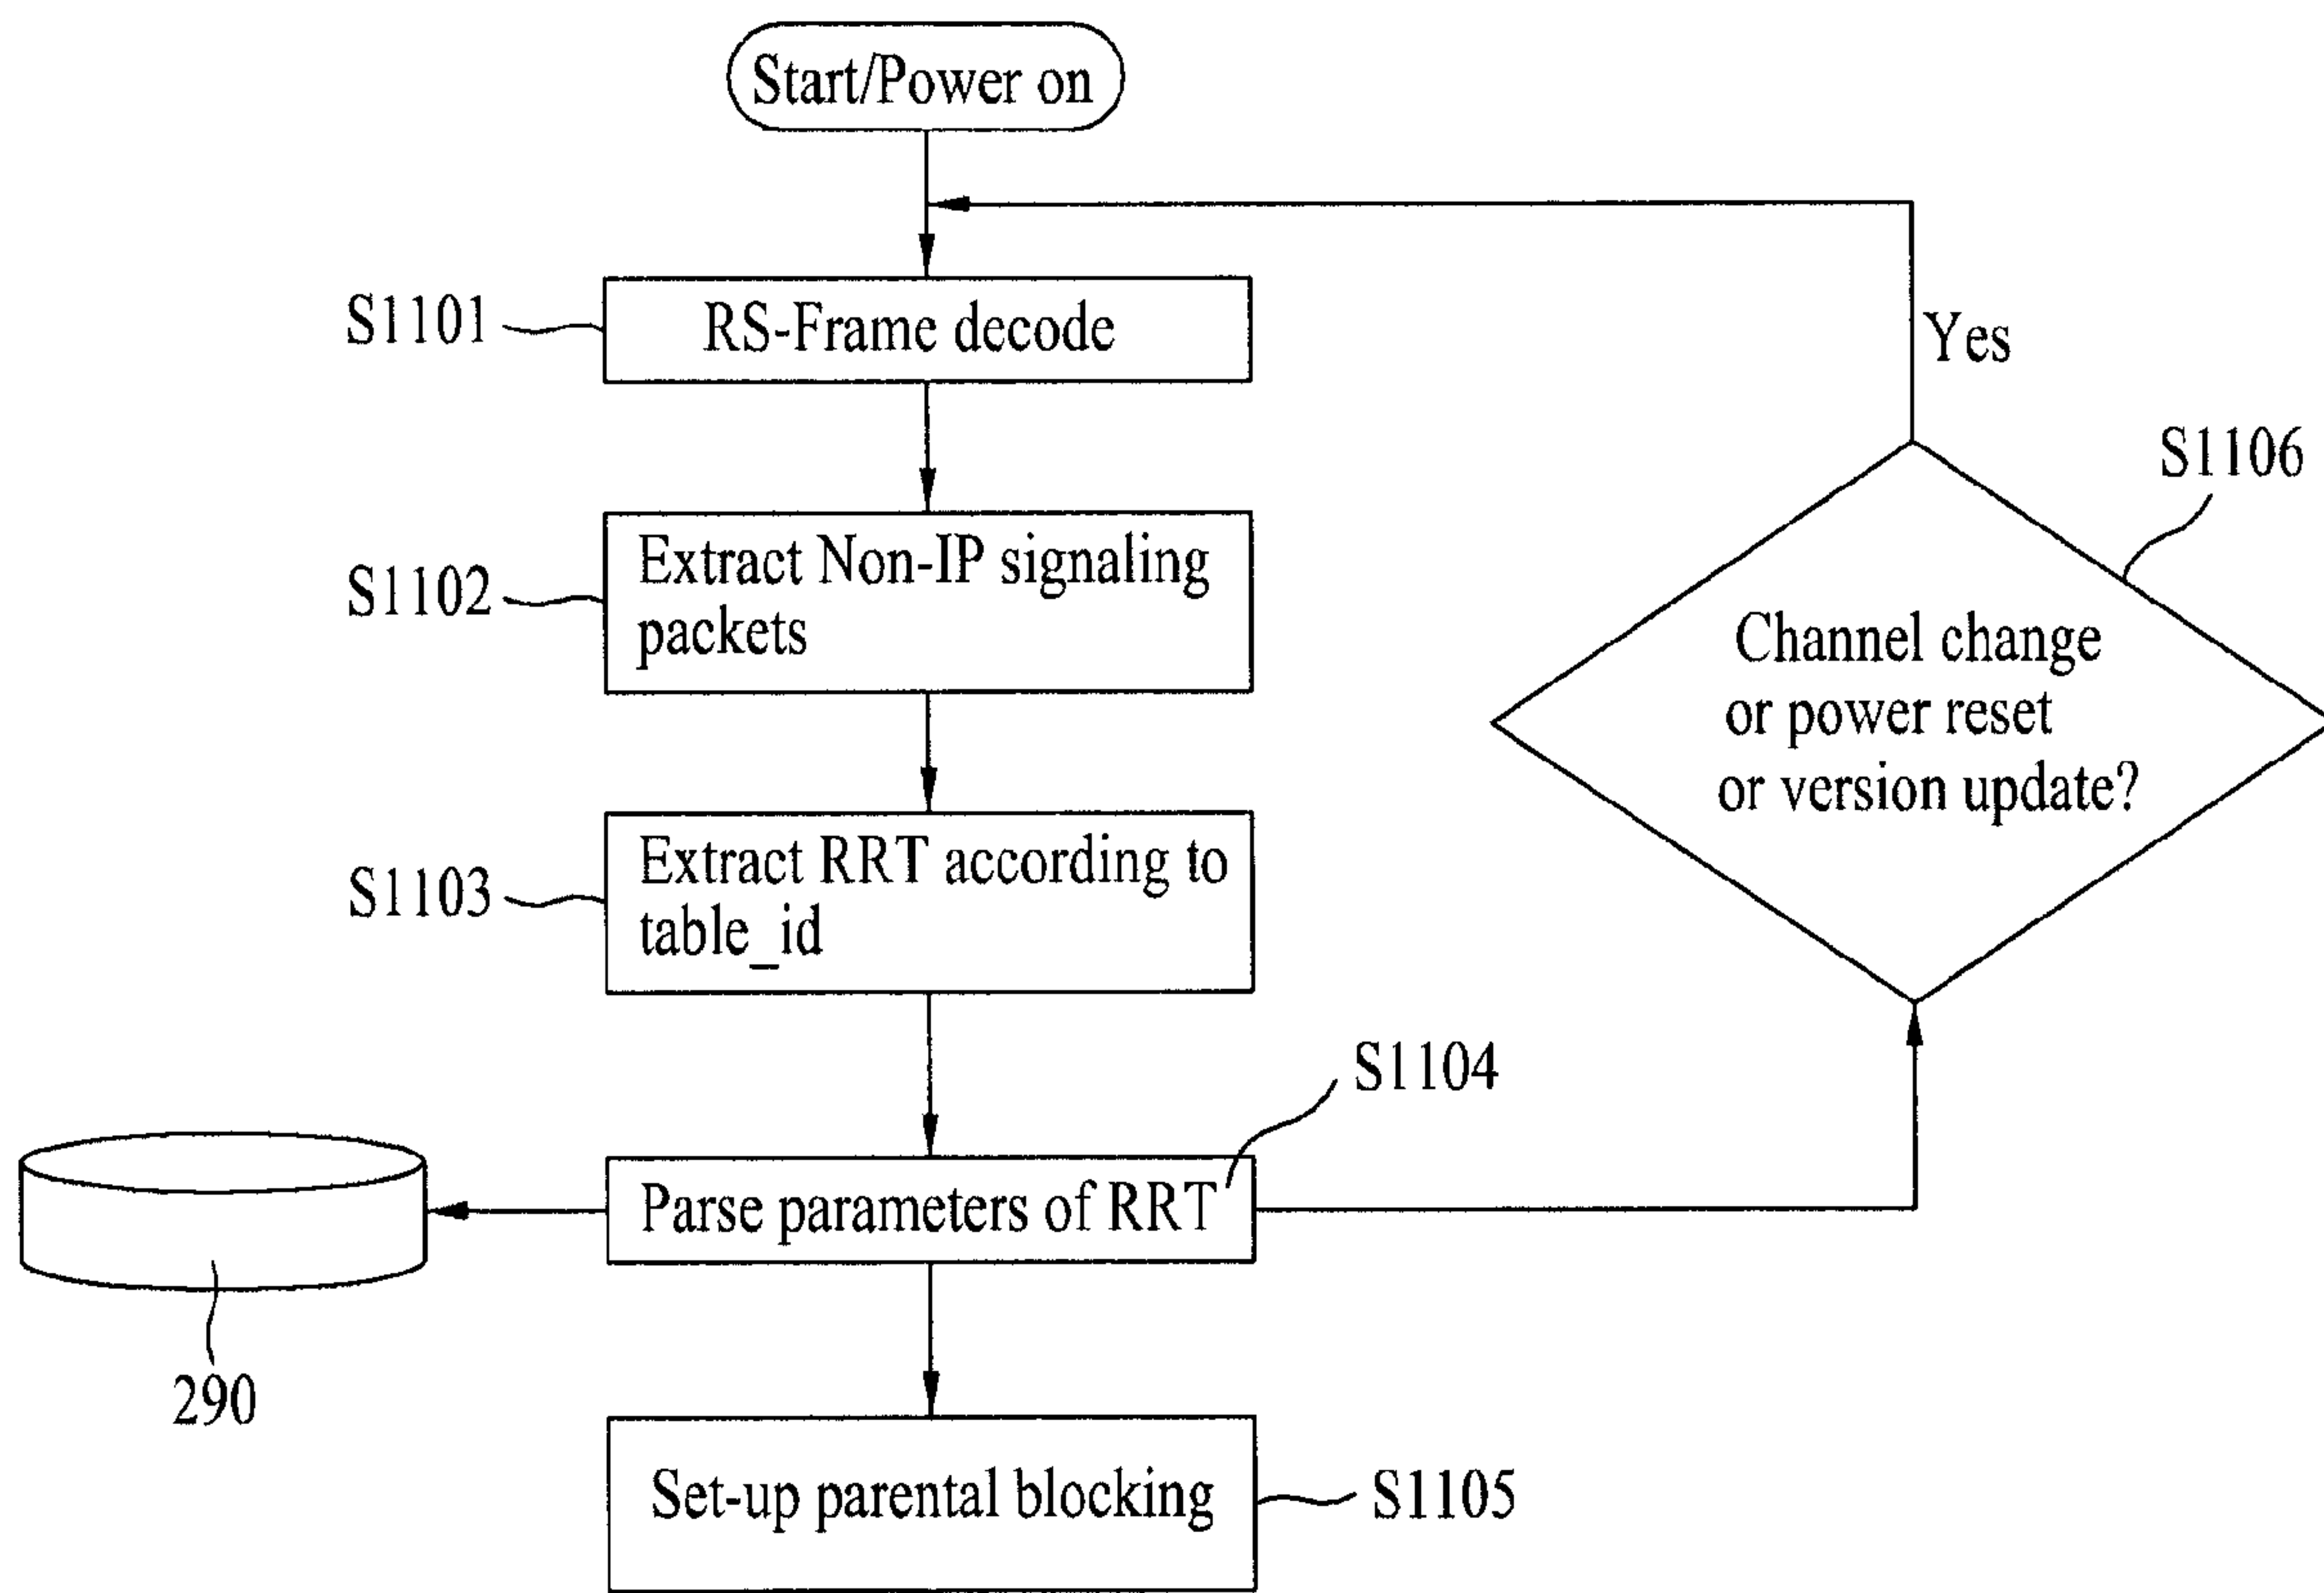 Start/Power on
S1101
RS-Frame decode
Yes
S1106
S1102
Extract Non-IP signaling
packets
Channel change
or power reset
or version update?
S1103
Extract RRT according to
table_id
S1104
Parse parameters of RRT
290
Set-up parental blocking
S1105